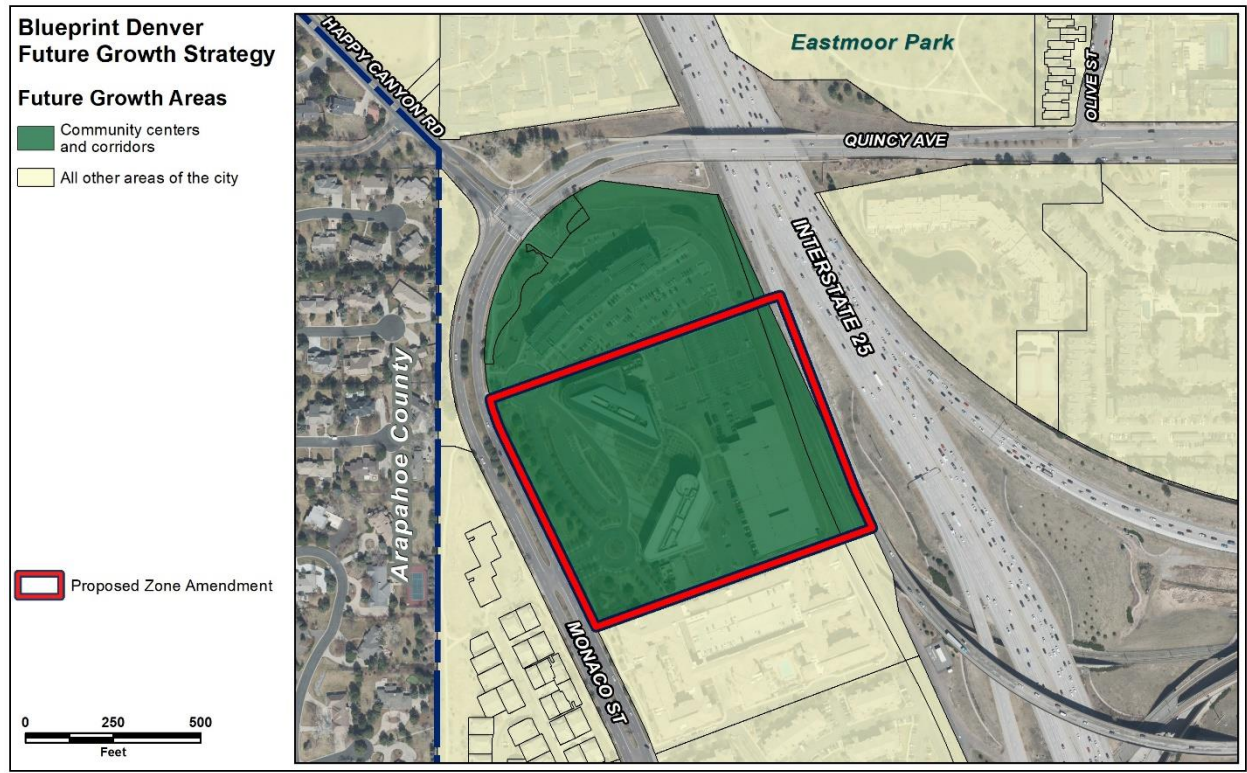 Blueprint Denver
Future Growth Strategy
Future Growth Areas
Community centers
and corridors
All other areas of the city
Proposed Zone Amendment
0 250 500
Feet
HAPPY CANYON RD
Eastmoor Park
OLIVE ST
QUINCY AVE
INTERSTATE 25
Arapahoe County
MONACO ST